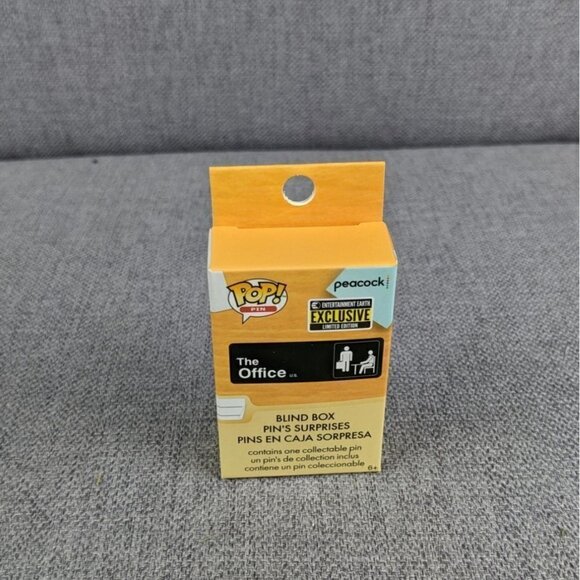 POP!
PIN
peacock
ENTERTAINMENT EARTH
EXCLUSIVE
LIMITED EDITION
The
Office U.S.
BLIND BOX
PIN'S SURPRISES
PINS EN CAJA SORPRESA
contains one collectable pin
un pin's de collection inclus
contiene un pin coleccionable
6+